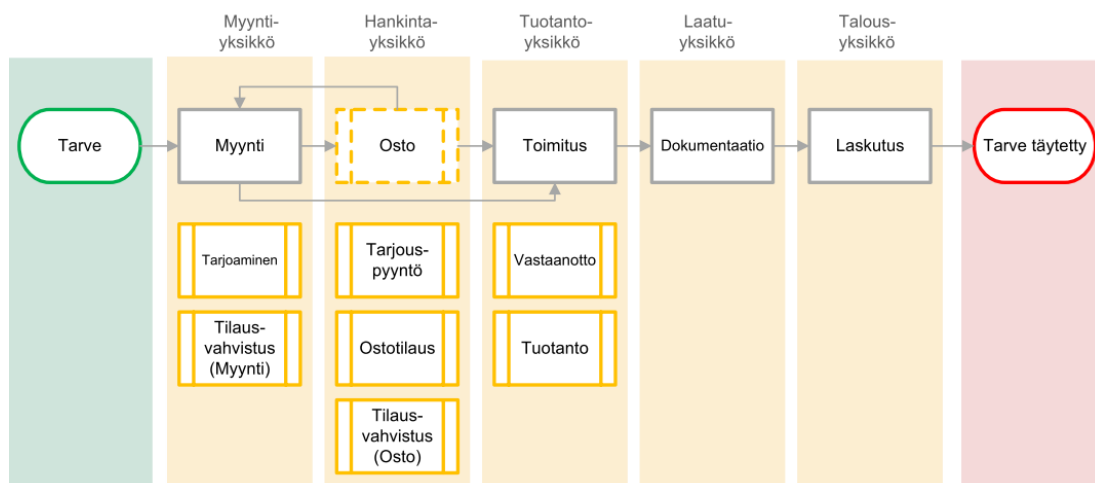 Myynti-
yksikkö
Hankinta-
yksikkö
Tuotanto-
yksikkö
Laatu-
yksikkö
Talous-
yksikkö
Tarve
Myynti
Osto
Toimitus
Dokumentaatio
Laskutus
Tarve täytetty
Tarjoaminen
Tarjous-
pyyntö
Vastaanotto
Tilaus-
vahvistus
(Myynti)
Ostotilaus
Tuotanto
Tilaus-
vahvistus
(Osto)